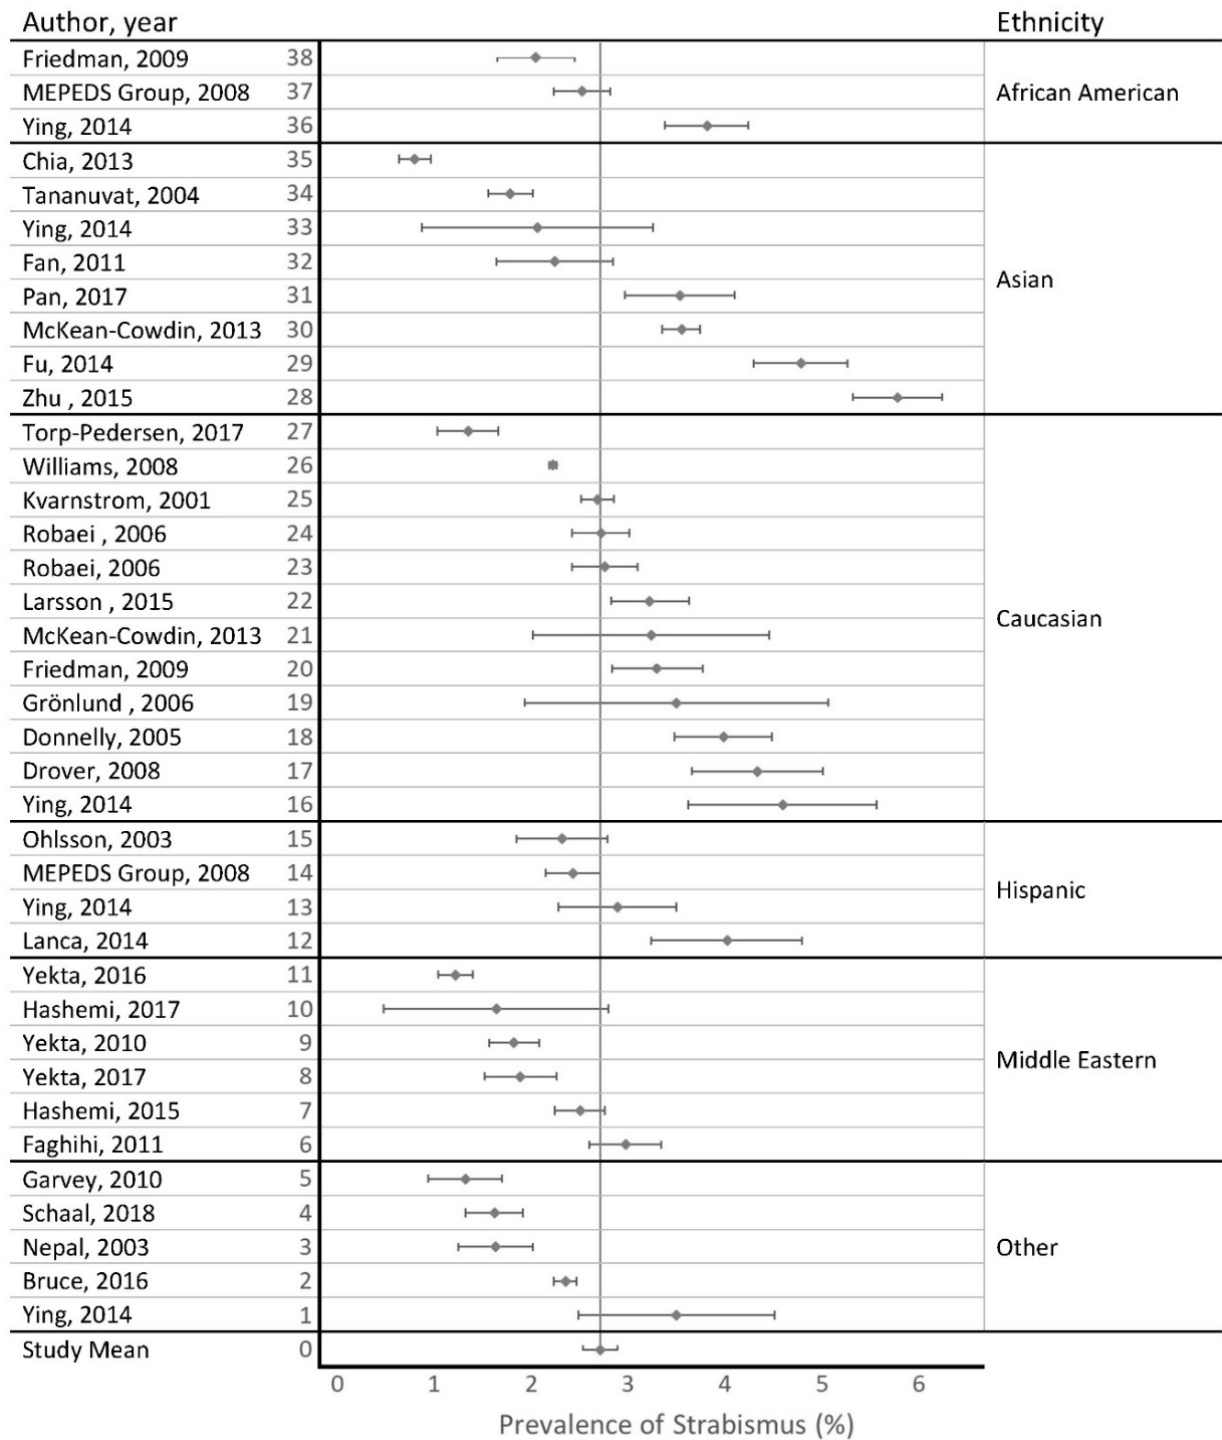 Author, year Ethnicity
Friedman, 2009 38
MEPEDS Group, 2008 37 African American
Ying, 2014 36
Chia, 2013 35
Tananuvat, 2004 34
Ying, 2014 33
Fan, 2011 32
Asian
Pan, 2017 31
McKean-Cowdin, 2013 30
Fu, 2014 29
Zhu , 2015 28
Torp-Pedersen, 2017 27
Williams, 2008 26
Kvarnstrom, 2001 25
Robaei , 2006 24
Robaei, 2006 23
Larsson , 2015 22
Caucasian
McKean-Cowdin, 2013 21
Friedman, 2009 20
Grönlund , 2006 19
Donnelly, 2005 18
Drover, 2008 17
Ying, 2014 16
Ohlsson, 2003 15
MEPEDS Group, 2008 14
Hispanic
Ying, 2014 13
Lanca, 2014 12
Yekta, 2016 11
Hashemi, 2017 10
Yekta, 2010 9
Middle Eastern
Yekta, 2017 8
Hashemi, 2015 7
Faghihi, 2011 6
Garvey, 2010 5
Schaal, 2018 4
Nepal, 2003 3 Other
Bruce, 2016 2
Ying, 2014 1
Study Mean 0
0 1 2 3 4 5 6
Prevalence of Strabismus (%)